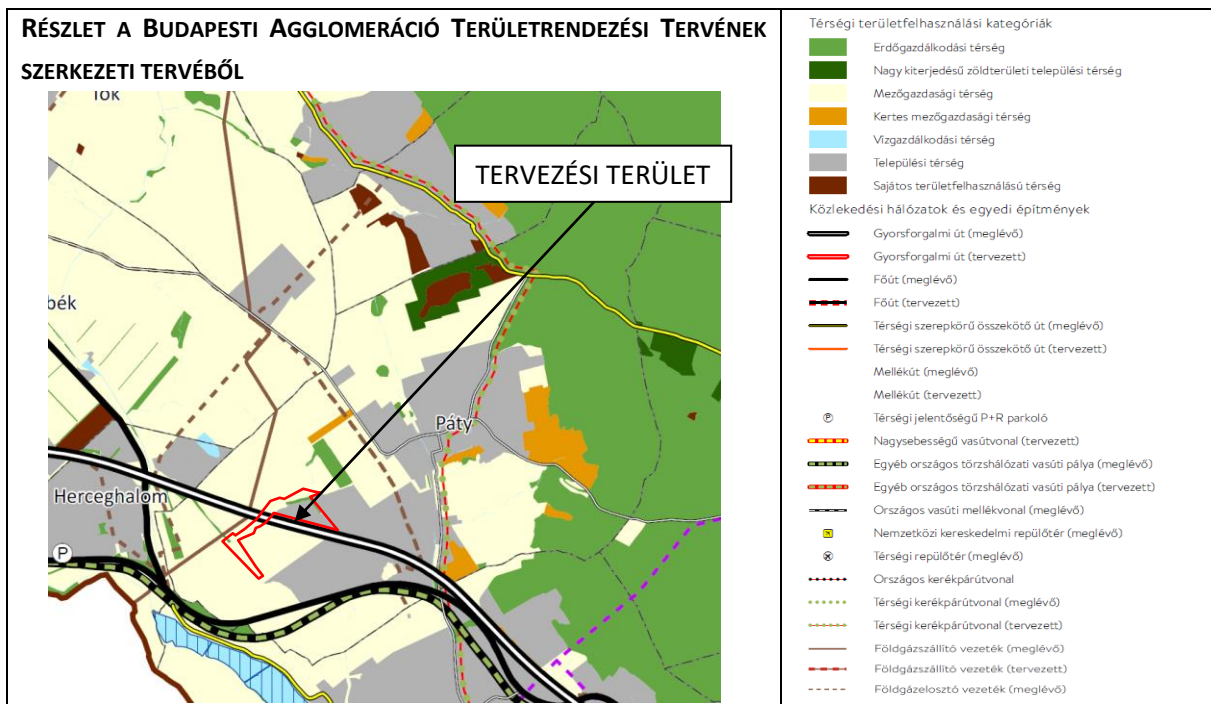 RÉSZLET A BUDAPESTI AGGLOMERÁCIÓ TERÜLETRENDEZÉSI TERVÉNEK
SZERKEZETI TERVÉBŐL
Tök
TERVEZÉSI TERÜLET
bék
Páty
Herceghalom
P
Térségi területfelhasználási kategóriák
Erdőgazdálkodási térség
Nagy kiterjedésű zöldterületi települési térség
Mezőgazdasági térség
Kertes mezőgazdasági térség
Vízgazdálkodási térség
Települési térség
Sajátos területfelhasználású térség
Közlekedési hálózatok és egyedi építmények
Gyorsforgalmi út (meglévő)
Gyorsforgalmi út (tervezett)
Főút (meglévő)
Főút (tervezett)
Térségi szerepkörű összekötő út (meglévő)
Térségi szerepkörű összekötő út (tervezett)
Mellékút (meglévő)
Mellékút (tervezett)
P Térségi jelentőségű P+R parkoló
Nagysebességű vasútvonal (tervezett)
Egyéb országos törzshálózati vasúti pálya (meglévő)
Egyéb országos törzshálózati vasúti pálya (tervezett)
Országos vasúti mellékvonal (meglévő)
Nemzetközi kereskedelmi repülőtér (meglévő)
Térségi repülőtér (meglévő)
Országos kerékpárútvonal
Térségi kerékpárútvonal (meglévő)
Térségi kerékpárútvonal (tervezett)
Földgázszállító vezeték (meglévő)
Földgázszállító vezeték (tervezett)
Földgázelosztó vezeték (meglévő)